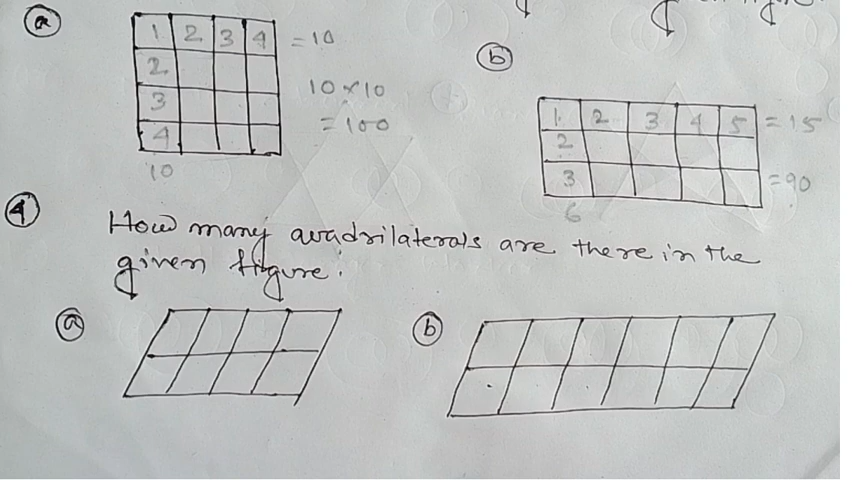 a
1 2 3 4 = 10
2
3
4
10
10 × 10
= 100
b
1 2 3 4 5 = 15
2
3 = 90
6
4 How many avadrilaterals are there in the
given figure.
a
b